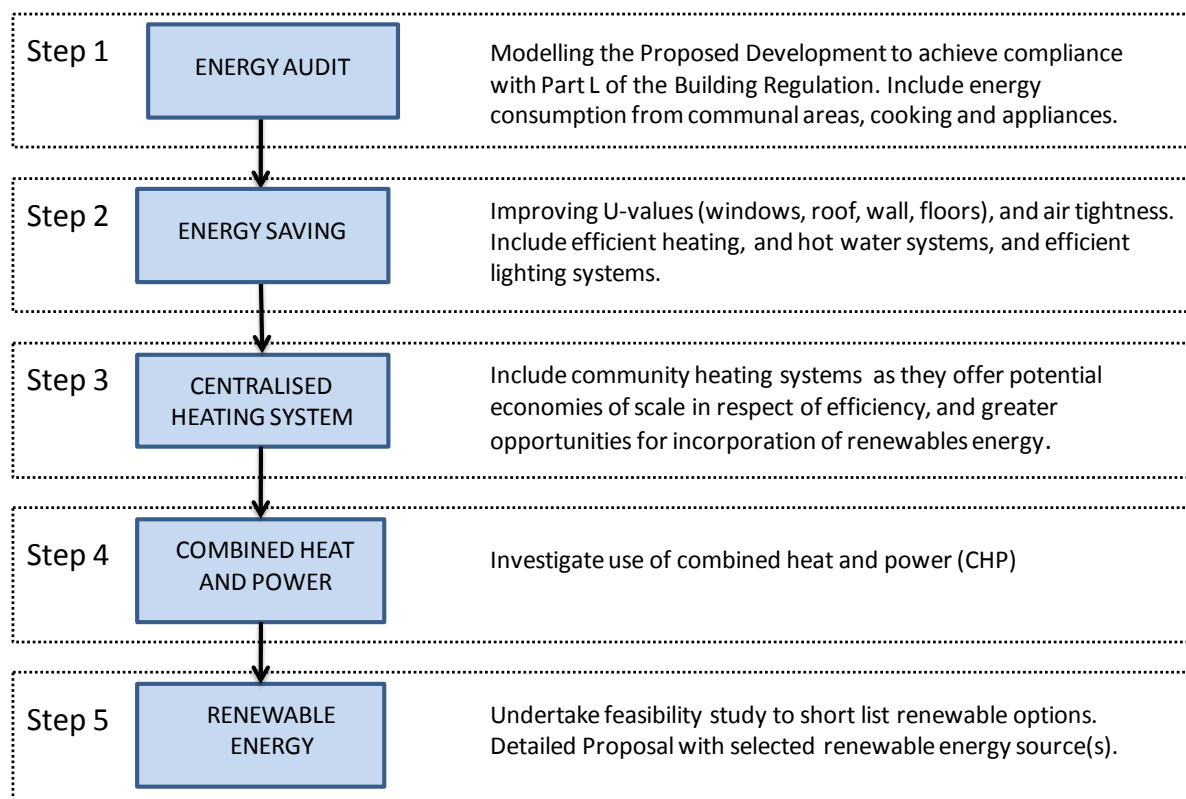 Step 1
ENERGY AUDIT
Modelling the Proposed Development to achieve compliance
with Part L of the Building Regulation. Include energy
consumption from communal areas, cooking and appliances.
Step 2
ENERGY SAVING
Improving U-values (windows, roof, wall, floors), and air tightness.
Include efficient heating, and hot water systems, and efficient
lighting systems.
Step 3
CENTRALISED
HEATING SYSTEM
Include community heating systems as they offer potential
economies of scale in respect of efficiency, and greater
opportunities for incorporation of renewables energy.
Step 4
COMBINED HEAT
AND POWER
Investigate use of combined heat and power (CHP)
Step 5
RENEWABLE
ENERGY
Undertake feasibility study to short list renewable options.
Detailed Proposal with selected renewable energy source(s).